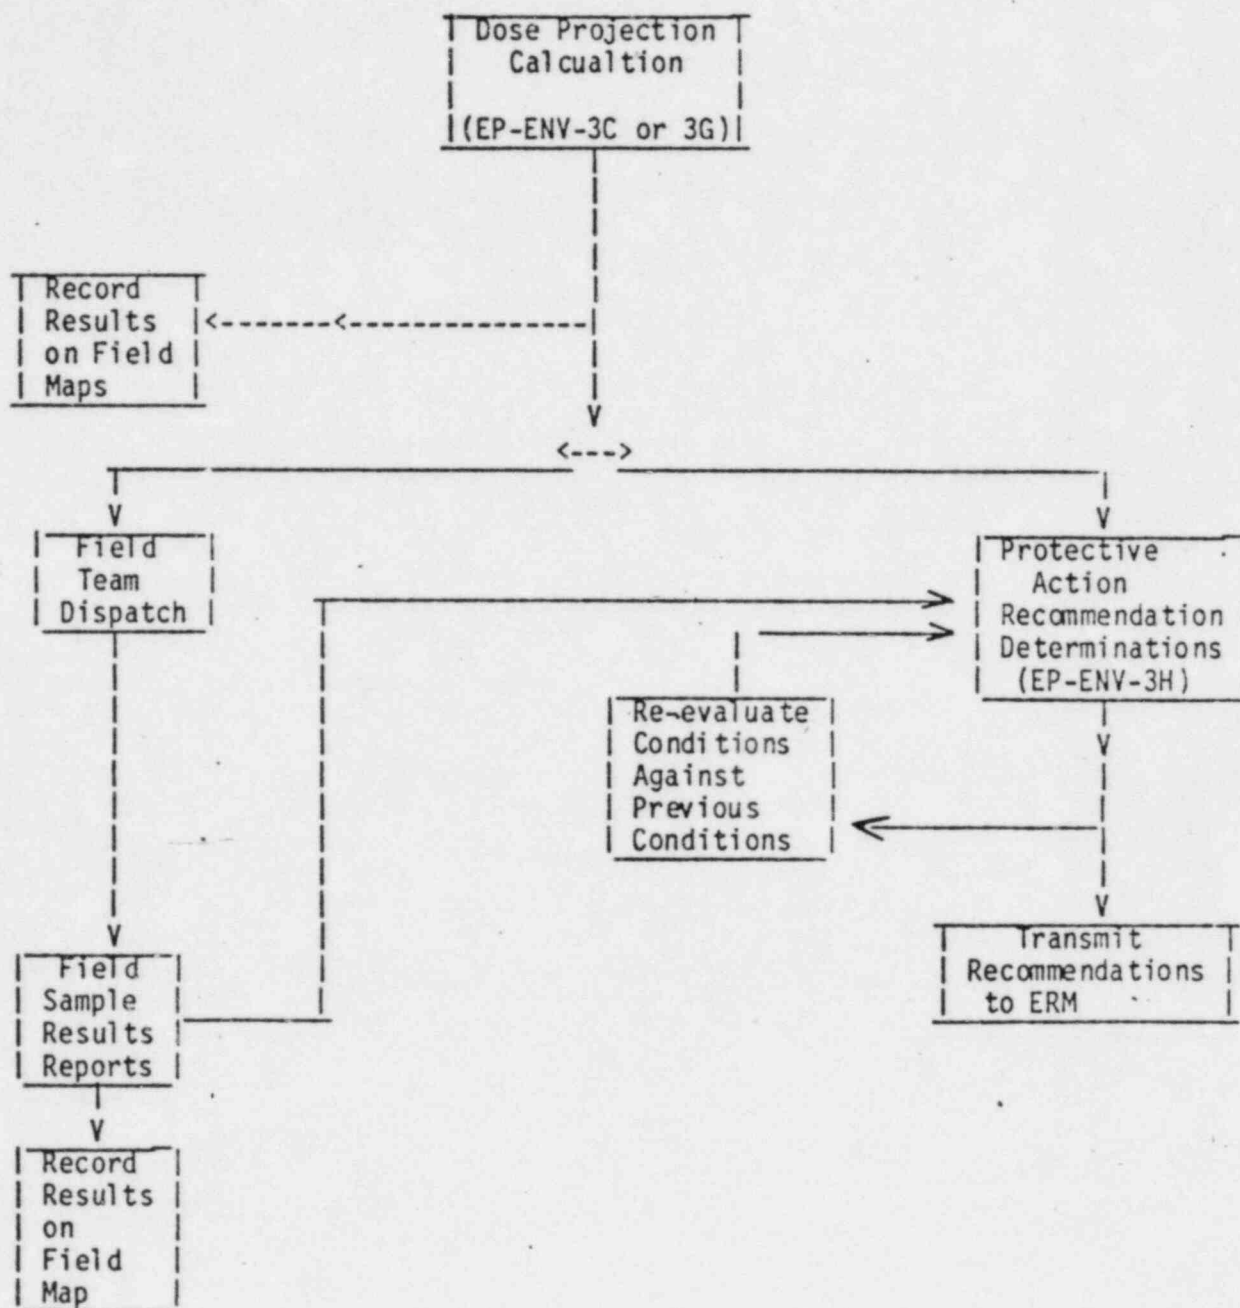 Dose Projection
Calcualtion
(EP-ENV-3C or 3G)
Record
Results
on Field
Maps
Field
Team
Dispatch
Protective
Action
Recommendation
Determinations
(EP-ENV-3H)
Re-evaluate
Conditions
Against
Previous
Conditions
Transmit
Recommendations
to ERM
Field
Sample
Results
Reports
Record
Results
on
Field
Map